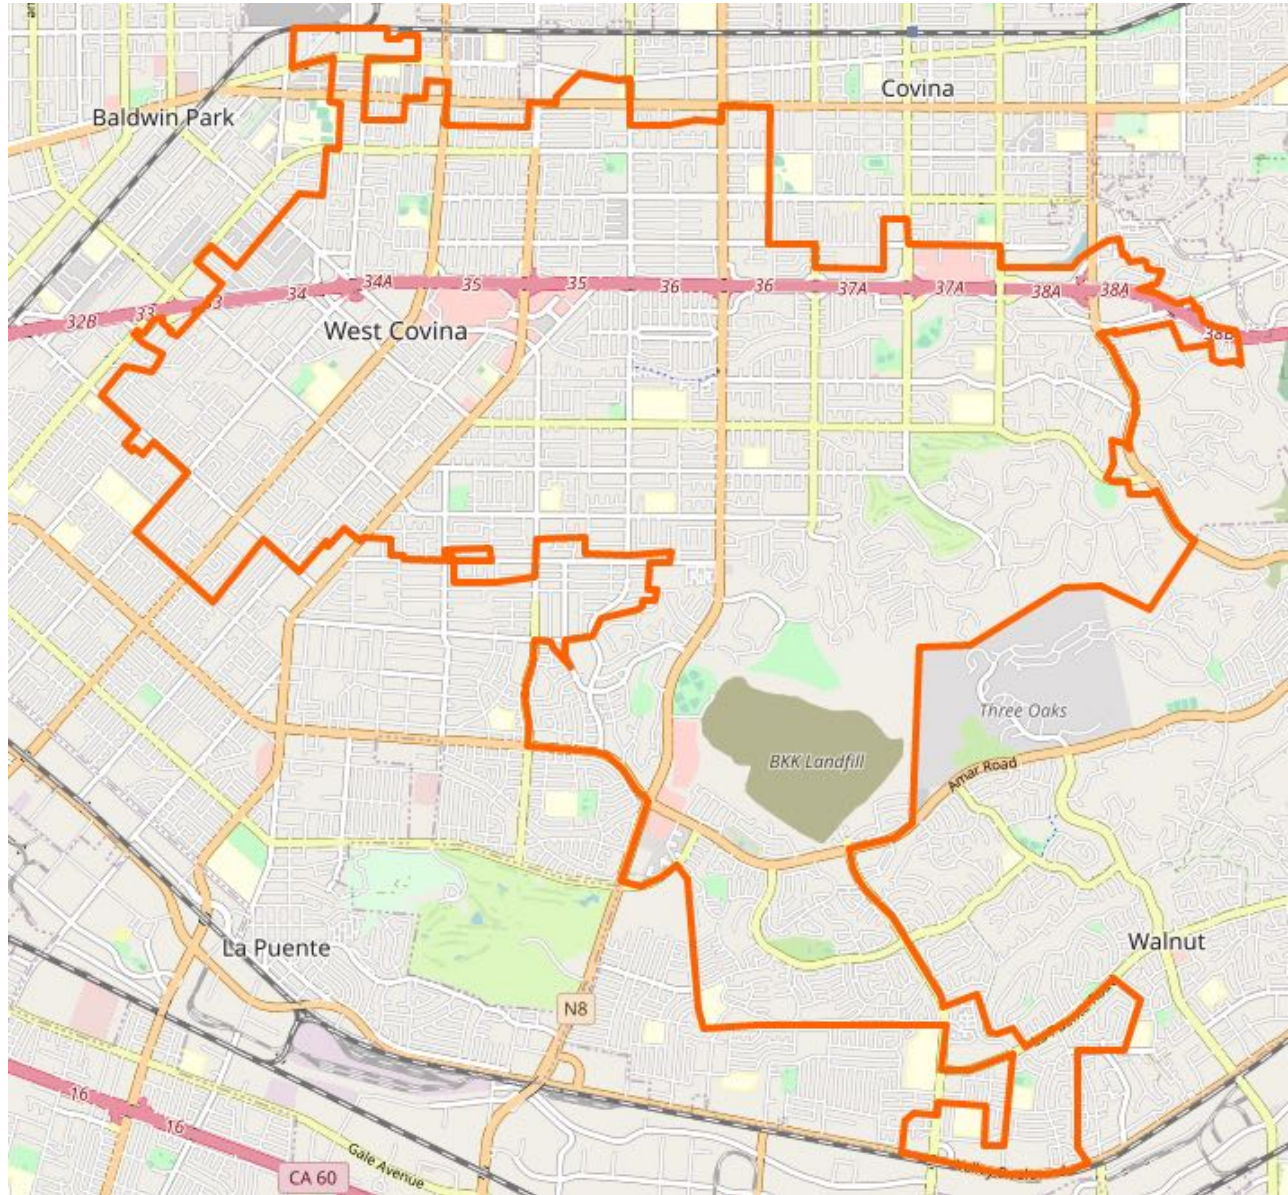 Covina
Baldwin Park
34A
35
35
36
36
37A
37A
38A
38A
34
33
33
32B
38B
West Covina
Three Oaks
BKK Landfill
Amar Road
Walnut
La Puente
N8
16
16
Gale Avenue
CA 60